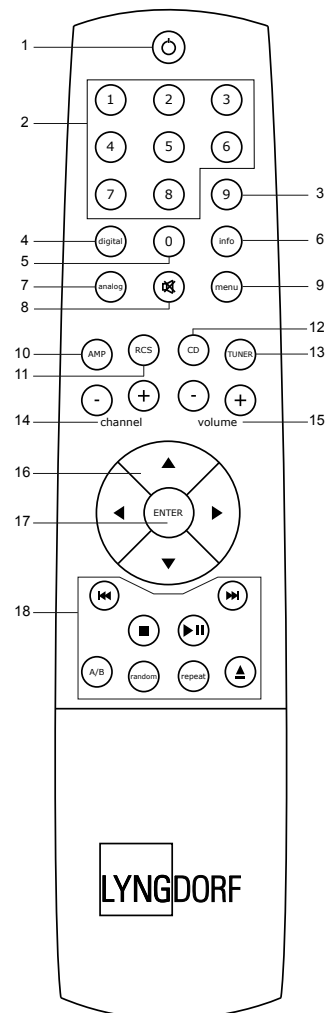 1
1 2 3
2
4 5 6
7 8 9 3
4 digital 0 info 6
5
7 analog menu 9
8
12
10 AMP RCS CD TUNER 13
11
- + - +
14 channel volume 15
16
17 ENTER
18
A/B random repeat
LYNGDORF